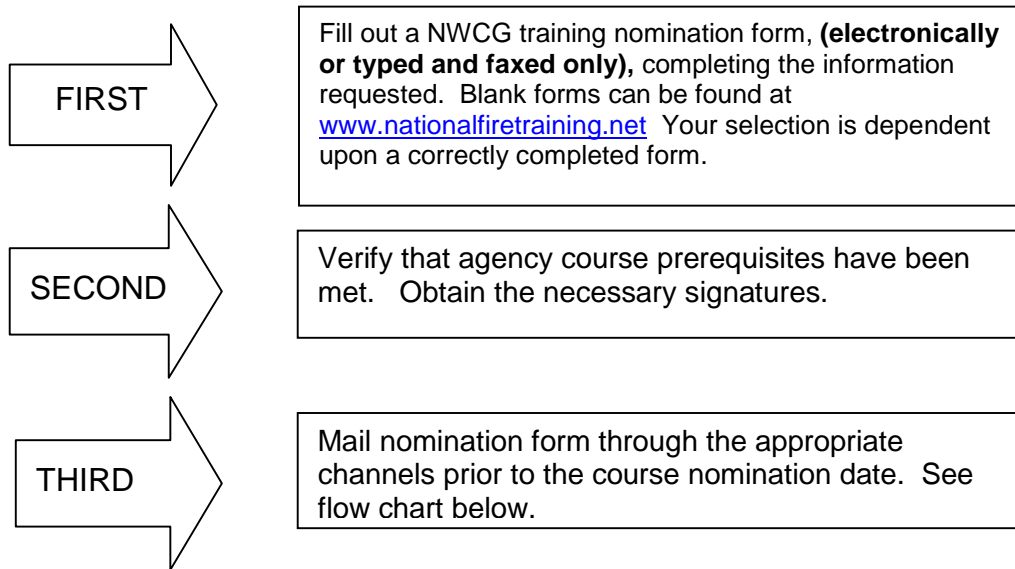 FIRST
Fill out a NWCG training nomination form, (electronically
or typed and faxed only), completing the information
requested.  Blank forms can be found at
www.nationalfiretraining.net  Your selection is dependent
upon a correctly completed form.
SECOND
Verify that agency course prerequisites have been
met.   Obtain the necessary signatures.
THIRD
Mail nomination form through the appropriate
channels prior to the course nomination date.  See
flow chart below.